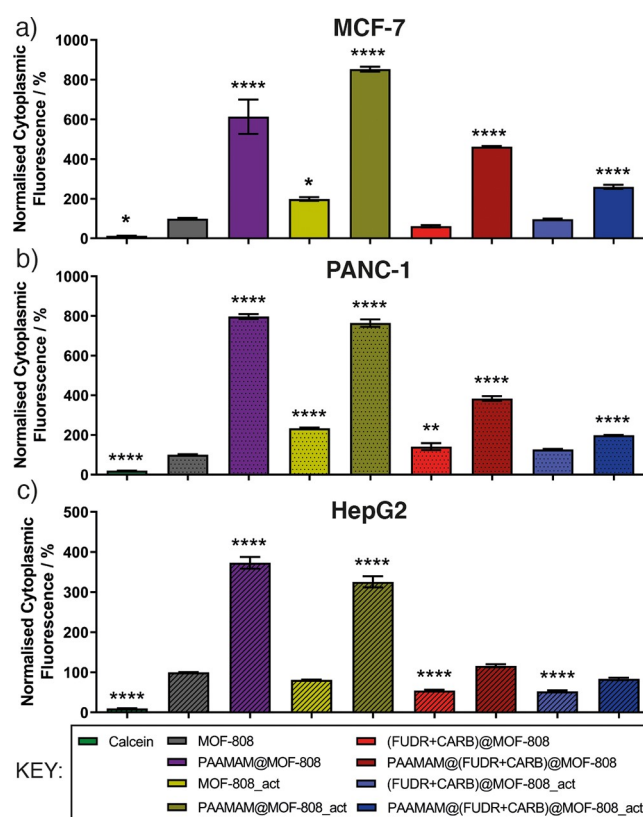 a)
MCF-7
Normalised Cytoplasmic
Fluorescence / %
1000
800
600
400
200
0
*
****
*
****
****
****
b)
PANC-1
Normalised Cytoplasmic
Fluorescence / %
1000
800
600
400
200
0
****
****
****
****
**
****
****
c)
HepG2
Normalised Cytoplasmic
Fluorescence / %
500
400
300
200
100
0
****
****
****
****
****
KEY:
Calcein
MOF-808
PAAMAM@MOF-808
MOF-808_act
PAAMAM@MOF-808_act
(FUDR+CARB)@MOF-808
PAAMAM@(FUDR+CARB)@MOF-808
(FUDR+CARB)@MOF-808_act
PAAMAM@(FUDR+CARB)@MOF-808_act